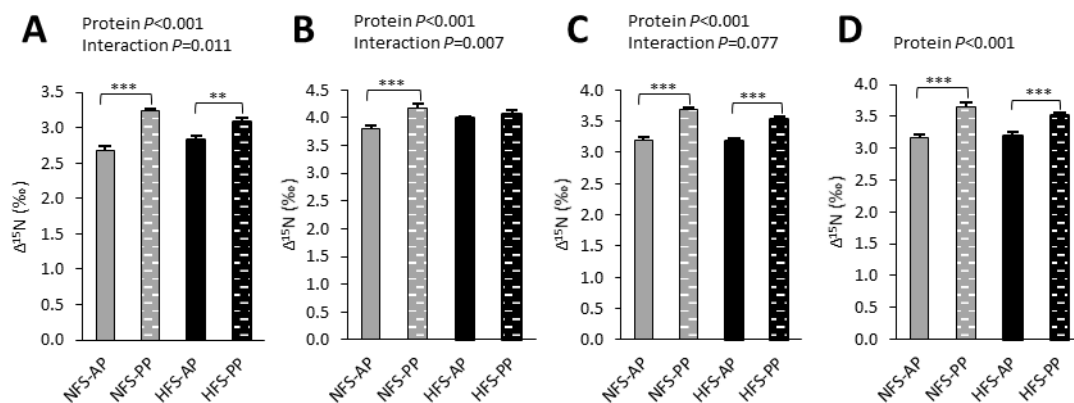 A
Protein P<0.001
Interaction P=0.011
Δ¹⁵N (‰)
3.5
3.0
2.5
2.0
1.5
1.0
0.5
0.0
***
**
NFS-AP
NFS-PP
HFS-AP
HFS-PP
B
Protein P<0.001
Interaction P=0.007
Δ¹⁵N (‰)
4.5
4.0
3.5
3.0
2.5
2.0
1.5
1.0
0.5
0.0
***
NFS-AP
NFS-PP
HFS-AP
HFS-PP
C
Protein P<0.001
Interaction P=0.077
Δ¹⁵N (‰)
4.0
3.5
3.0
2.5
2.0
1.5
1.0
0.5
0.0
***
***
NFS-AP
NFS-PP
HFS-AP
HFS-PP
D
Protein P<0.001
Δ¹⁵N (‰)
4.0
3.5
3.0
2.5
2.0
1.5
1.0
0.5
0.0
***
***
NFS-AP
NFS-PP
HFS-AP
HFS-PP